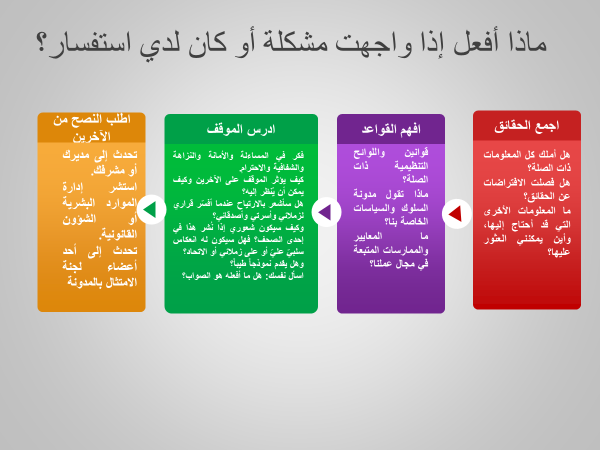 ماذا أفعل إذا واجهت مشكلة أو كان لدي استفسار؟
اجمع الحقائق
هل أملك كل المعلومات
ذات الصلة؟
هل فصلت الافتراضات
عن الحقائق؟
ما المعلومات الأخرى
التي قد أحتاج إليها،
وأين يمكنني العثور
عليها؟
افهم القواعد
قوانين واللوائح
التنظيمية ذات
الصلة؟
ماذا تقول مدونة
السلوك والسياسات
الخاصة بنا؟
ما المعايير
والممارسات المتبعة
في مجال عملنا؟
ادرس الموقف
فكر في المساءلة والأمانة والنزاهة
والشفافية والاحترام.
كيف يؤثر الموقف على الآخرين وكيف
يمكن أن يُنظر إليه؟
هل سأشعر بالارتياح عندما أفسّر قراري
لزملائي وأسرتي وأصدقائي؟
وكيف سيكون شعوري إذا نُشر هذا في
إحدى الصحف؟ فهل سيكون له انعكاس
سلبيّ عليّ أو على زملائي أو الاتحاد؟
وهل يقدم نموذجاً طيباً؟
اسأل نفسك: هل ما أفعله هو الصواب؟
اطلب النصح من
الآخرين
تحدث إلى مديرك
أو مشرفك.
استشر إدارة
الموارد البشرية
أو الشؤون
القانونية.
تحدث إلى أحد
أعضاء لجنة
الامتثال بالمدونة